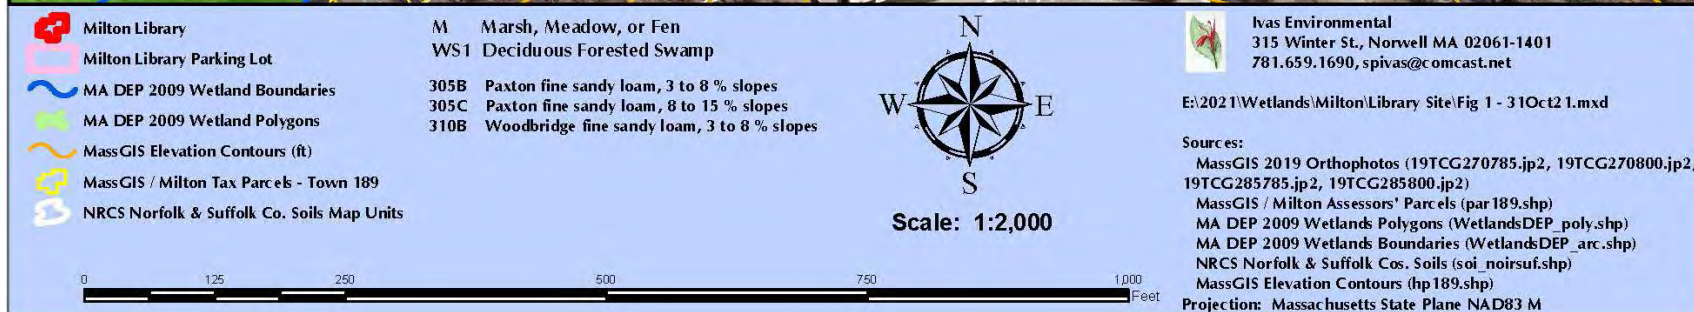 Milton Library
Milton Library Parking Lot
MA DEP 2009 Wetland Boundaries
MA DEP 2009 Wetland Polygons
MassGIS Elevation Contours (ft)
MassGIS / Milton Tax Parcels - Town 189
NRCS Norfolk & Suffolk Co. Soils Map Units
M Marsh, Meadow, or Fen
WS1 Deciduous Forested Swamp
305B Paxton fine sandy loam, 3 to 8 % slopes
305C Paxton fine sandy loam, 8 to 15 % slopes
310B Woodbridge fine sandy loam, 3 to 8 % slopes
N
W E
S
Scale: 1:2,000
0 125 250 500 750 1,000
Feet
Ivas Environmental
315 Winter St., Norwell MA 02061-1401
781.659.1690, spivas@comcast.net
E:\2021\Wetlands\Milton\Library Site\Fig 1 - 31Oct21.mxd
Sources:
MassGIS 2019 Orthophotos (19TCG270785.jp2, 19TCG270800.jp2,
19TCG285785.jp2, 19TCG285800.jp2)
MassGIS / Milton Assessors' Parcels (par189.shp)
MA DEP 2009 Wetlands Polygons (WetlandsDEP_poly.shp)
MA DEP 2009 Wetlands Boundaries (WetlandsDEP_arc.shp)
NRCS Norfolk & Suffolk Cos. Soils (soi_noirsuf.shp)
MassGIS Elevation Contours (hp189.shp)
Projection: Massachusetts State Plane NAD83 M